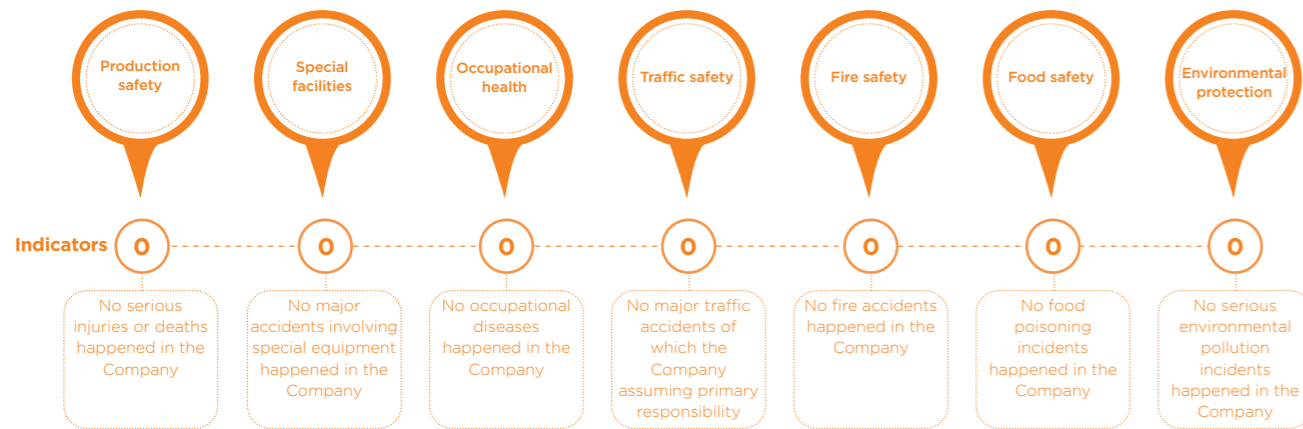 Production
safety
Special
facilities
Occupational
health
Traffic safety
Fire safety
Food safety
Environmental
protection
Indicators
0
0
0
0
0
0
0
No serious
injuries or deaths
happened in the
Company
No major
accidents involving
special equipment
happened in the
Company
No occupational
diseases
happened in the
Company
No major traffic
accidents of
which the
Company
assuming primary
responsibility
No fire accidents
happened in the
Company
No food
poisoning
incidents
happened in the
Company
No serious
environmental
pollution
incidents
happened in the
Company